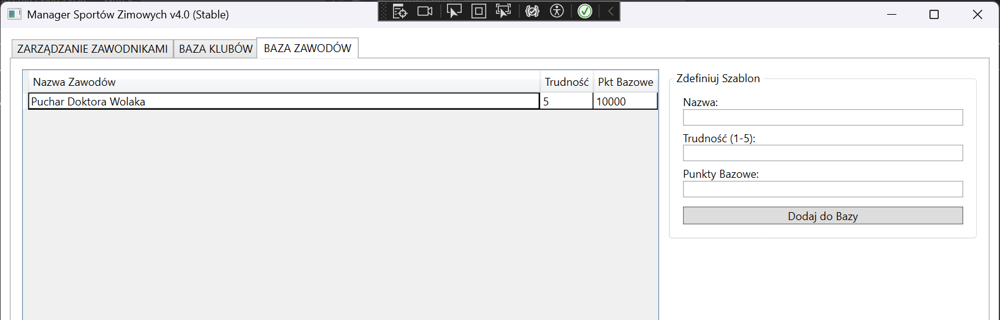 Manager Sportów Zimowych v4.0 (Stable)
ZARZĄDZANIE ZAWODNIKAMI BAZA KLUBÓW BAZA ZAWODÓW
Nazwa Zawodów Trudność Pkt Bazowe
Puchar Doktora Wolaka 5 10000
Zdefiniuj Szablon
Nazwa:
Trudność (1-5):
Punkty Bazowe:
Dodaj do Bazy